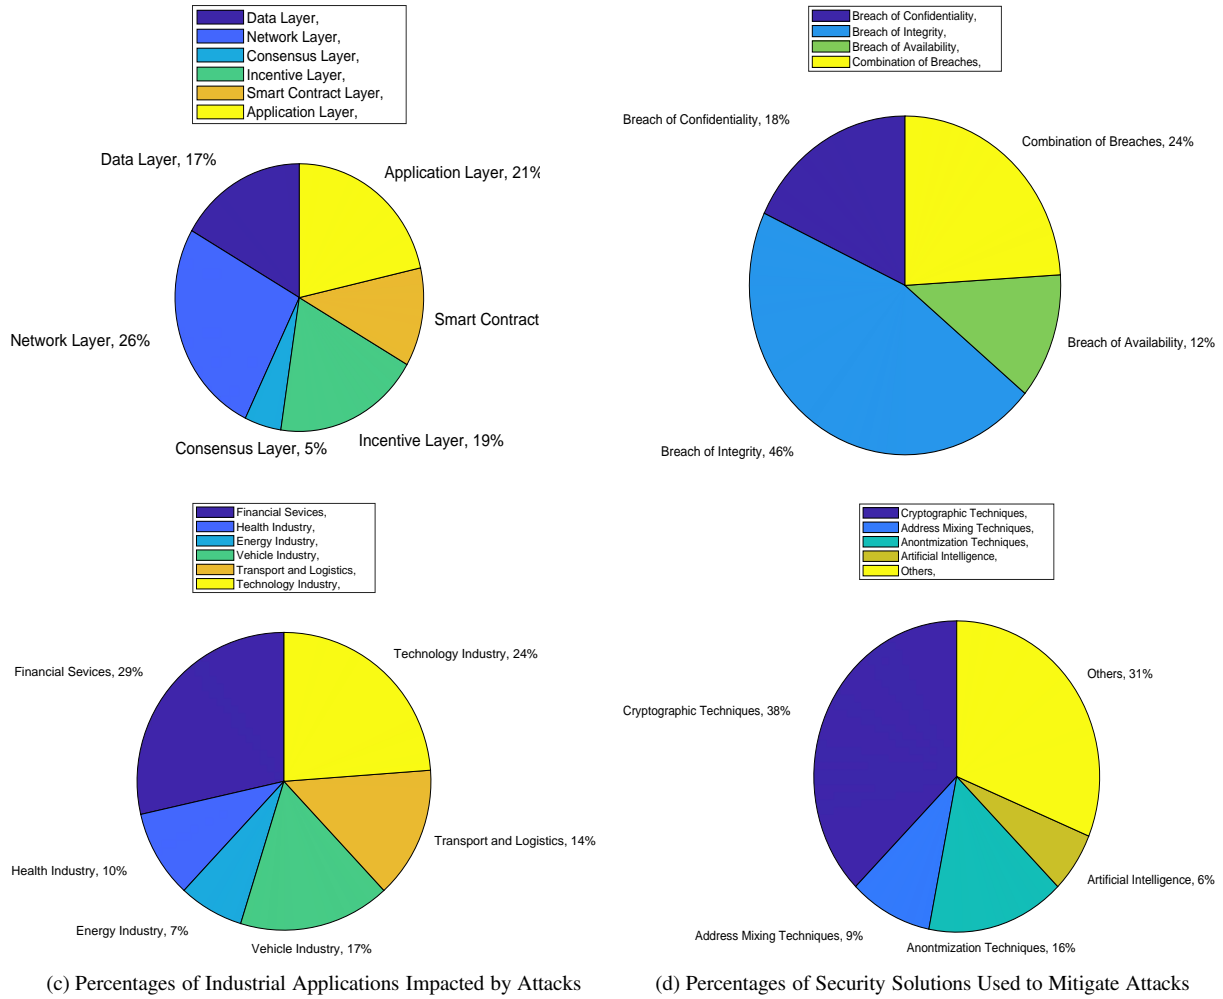 Data Layer,
Network Layer,
Consensus Layer,
Incentive Layer,
Smart Contract Layer,
Application Layer,
Data Layer, 17%
Application Layer, 21%
Smart Contract
Network Layer, 26%
Incentive Layer, 19%
Consensus Layer, 5%
Breach of Confidentiality,
Breach of Integrity,
Breach of Availability,
Combination of Breaches,
Breach of Confidentiality, 18%
Combination of Breaches, 24%
Breach of Availability, 12%
Breach of Integrity, 46%
Financial Sevices,
Health Industry,
Energy Industry,
Vehicle Industry,
Transport and Logistics,
Technology Industry,
Technology Industry, 24%
Financial Sevices, 29%
Transport and Logistics, 14%
Health Industry, 10%
Energy Industry, 7%
Vehicle Industry, 17%
(c) Percentages of Industrial Applications Impacted by Attacks
Cryptographic Techniques,
Address Mixing Techniques,
Anontmization Techniques,
Artificial Intelligence,
Others,
Others, 31%
Cryptographic Techniques, 38%
Artificial Intelligence, 6%
Address Mixing Techniques, 9%
Anontmization Techniques, 16%
(d) Percentages of Security Solutions Used to Mitigate Attacks